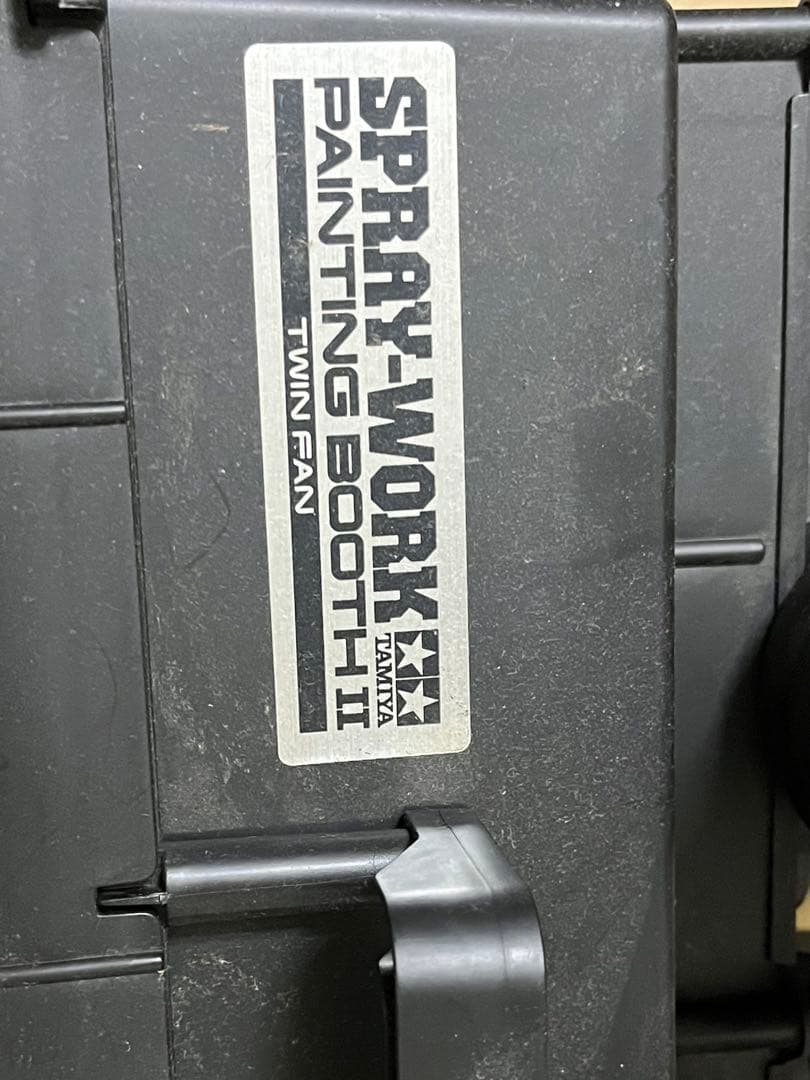 SPRAY-WORK
TAMIYA
PAINTING BOOTH II
TWIN FAN